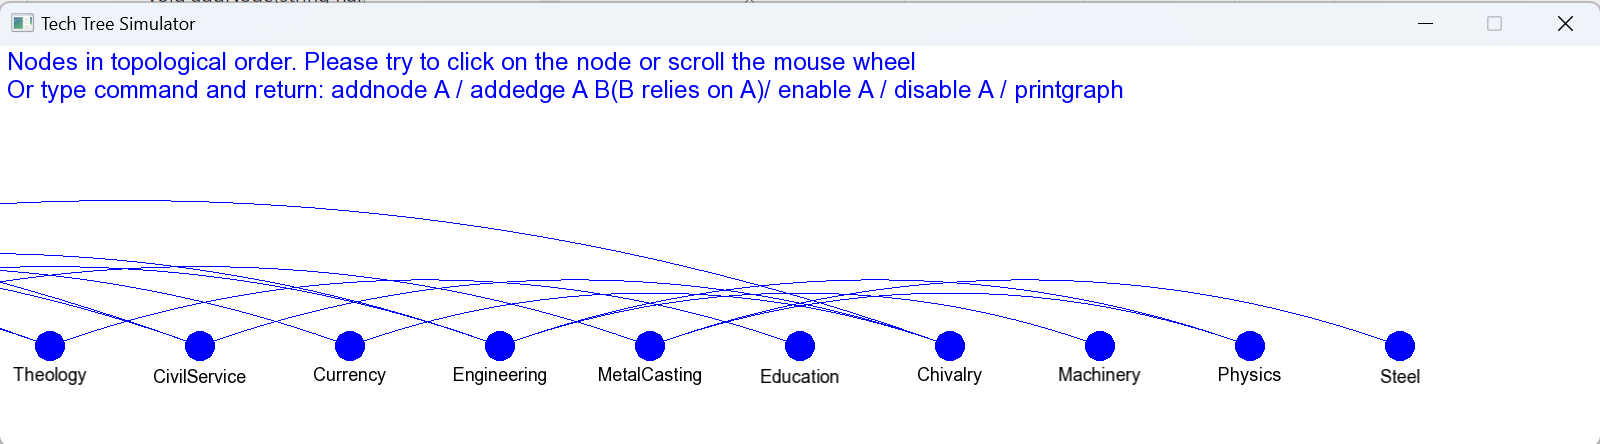 Tech Tree Simulator
Nodes in topological order. Please try to click on the node or scroll the mouse wheel
Or type command and return: addnode A / addedge A B(B relies on A)/ enable A / disable A / printgraph
Theology CivilService Currency Engineering MetalCasting Education Chivalry Machinery Physics Steel